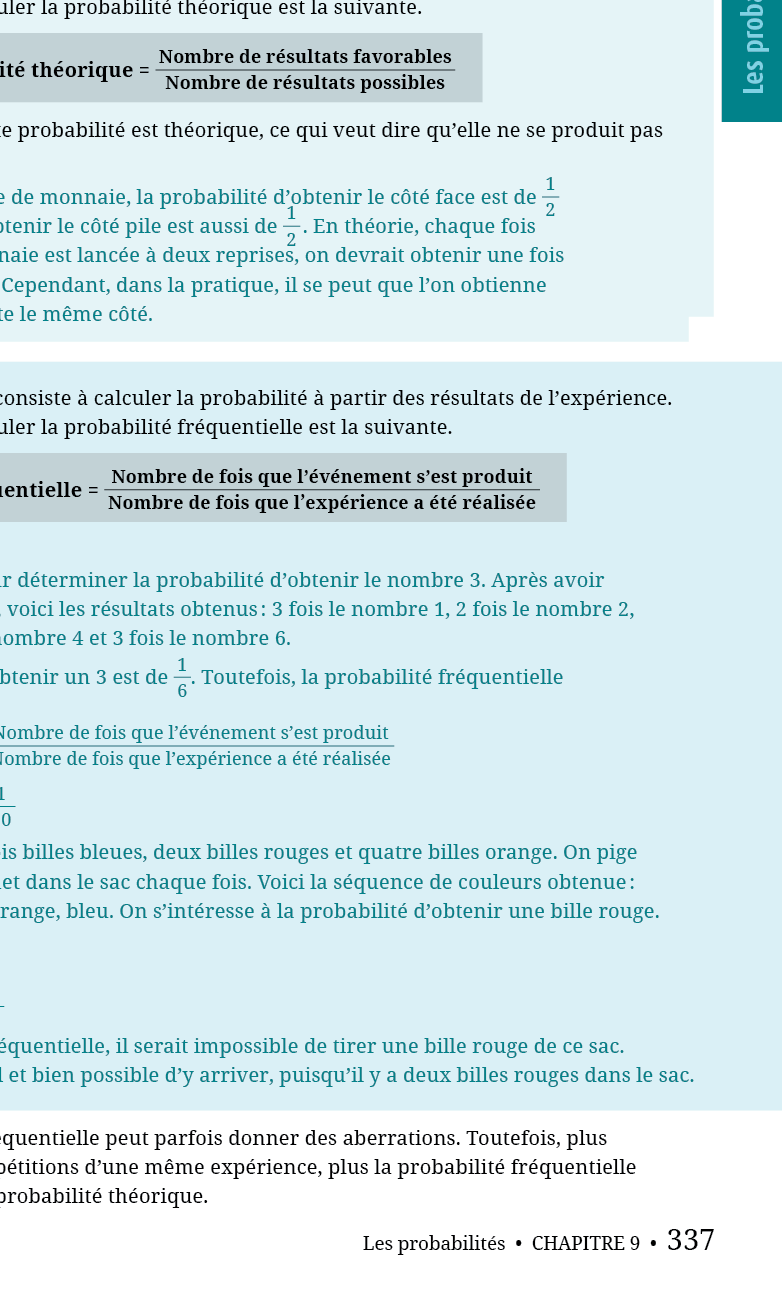 uler la probabilité théorique est la suivante.
Les proba
ité théorique = Nombre de résultats favorables
Nombre de résultats possibles
te probabilité est théorique, ce qui veut dire qu’elle ne se produit pas
e de monnaie, la probabilité d’obtenir le côté face est de 1/2
btenir le côté pile est aussi de 1/2. En théorie, chaque fois
naie est lancée à deux reprises, on devrait obtenir une fois
Cependant, dans la pratique, il se peut que l’on obtienne
te le même côté.
consiste à calculer la probabilité à partir des résultats de l’expérience.
uler la probabilité fréquentielle est la suivante.
uentielle = Nombre de fois que l’événement s’est produit
Nombre de fois que l’expérience a été réalisée
ir déterminer la probabilité d’obtenir le nombre 3. Après avoir
, voici les résultats obtenus : 3 fois le nombre 1, 2 fois le nombre 2,
nombre 4 et 3 fois le nombre 6.
btenir un 3 est de 1/6. Toutefois, la probabilité fréquentielle
Nombre de fois que l’événement s’est produit
Nombre de fois que l’expérience a été réalisée
1
0
is billes bleues, deux billes rouges et quatre billes orange. On pige
et dans le sac chaque fois. Voici la séquence de couleurs obtenue :
range, bleu. On s’intéresse à la probabilité d’obtenir une bille rouge.
équentielle, il serait impossible de tirer une bille rouge de ce sac.
l et bien possible d’y arriver, puisqu’il y a deux billes rouges dans le sac.
équentielle peut parfois donner des aberrations. Toutefois, plus
pétitions d’une même expérience, plus la probabilité fréquentielle
probabilité théorique.
Les probabilités • CHAPITRE 9 • 337